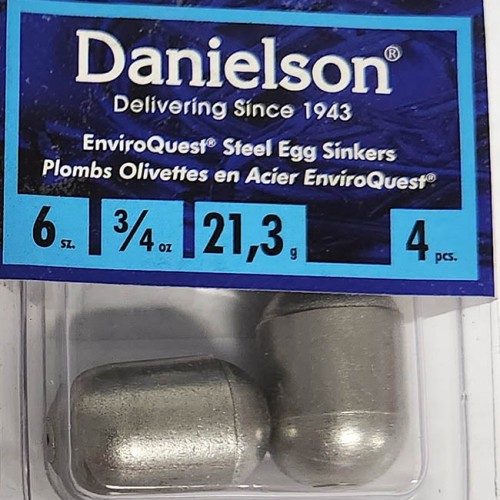 Danielson®
Delivering Since 1943
EnviroQuest® Steel Egg Sinkers
Plombs Olivettes en Acier EnviroQuest®
6 sz. 3/4 oz 21,3 g 4 pcs.